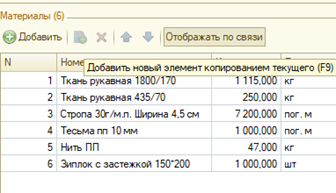 Материалы (6)
Добавить Отображать по связи
N Номе
Добавить новый элемент копированием текущего (F9)
1 Ткань рукавная 1800/170 1 115,000 кг
2 Ткань рукавная 435/70 250,000 кг
3 Стропа 30г/м.п. Ширина 4,5 см 7 200,000 пог. м
4 Тесьма пп 10 мм 1 000,000 пог. м
5 Нить ПП 47,000 кг
6 Зиплок с застежкой 150*200 1 000,000 шт